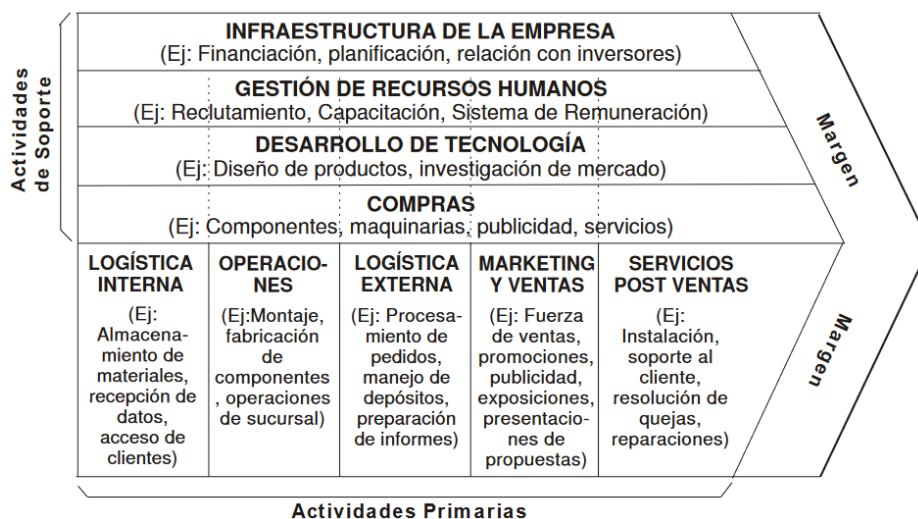 Actividades
de Soporte
INFRAESTRUCTURA DE LA EMPRESA
(Ej: Financiación, planificación, relación con inversores)
GESTIÓN DE RECURSOS HUMANOS
(Ej: Reclutamiento, Capacitación, Sistema de Remuneración)
DESARROLLO DE TECNOLOGÍA
(Ej: Diseño de productos, investigación de mercado)
COMPRAS
(Ej: Componentes, maquinarias, publicidad, servicios)
Margen
LOGÍSTICA
INTERNA
(Ej:
Almacena-
miento de
materiales,
recepción de
datos,
acceso de
clientes)
OPERACIO-
NES
(Ej:Montaje,
fabricación
de
componentes
, operaciones
de sucursal)
LOGÍSTICA
EXTERNA
(Ej: Procesa-
miento de
pedidos,
manejo de
depósitos,
preparación
de informes)
MARKETING
Y VENTAS
(Ej: Fuerza
de ventas,
promociones,
publicidad,
exposiciones,
presentacio-
nes de
propuestas)
SERVICIOS
POST VENTAS
(Ej:
Instalación,
soporte al
cliente,
resolución de
quejas,
reparaciones)
Margen
Actividades Primarias